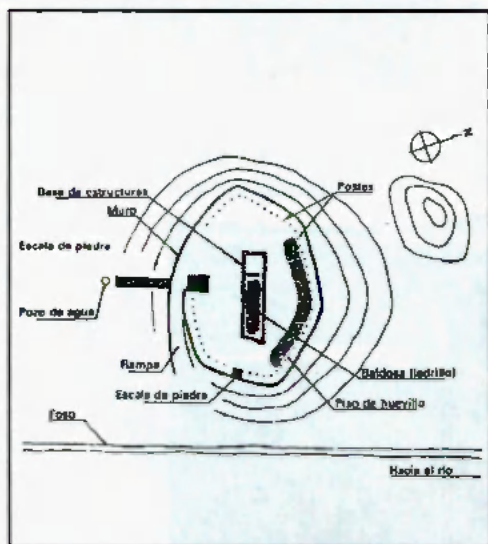 N
Base de estructuras
Postes
Muro
Escala de piedra
Pozo de agua
Rampa
Baldosa (ladrillo)
Escala de piedra
Piso de huevillo
Foso
Hacia el río